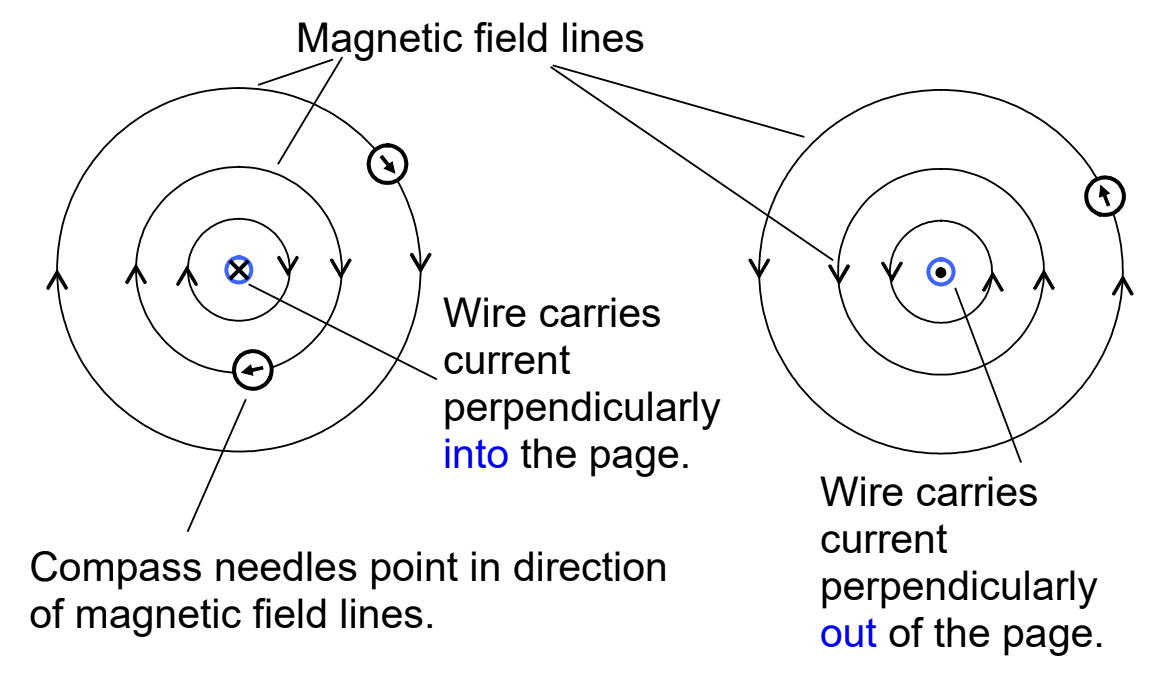 Magnetic field lines
Wire carries
current
perpendicularly
into the page.
Wire carries
current
perpendicularly
out of the page.
Compass needles point in direction
of magnetic field lines.